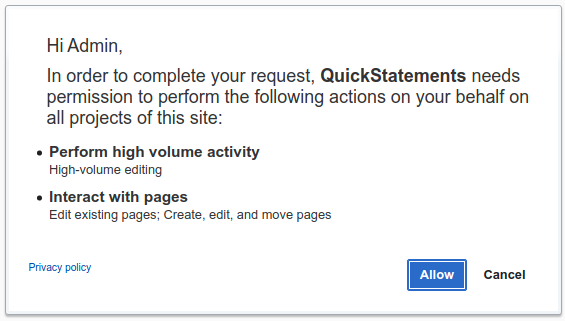 Hi Admin,
In order to complete your request, QuickStatements needs
permission to perform the following actions on your behalf on
all projects of this site:
Perform high volume activity
High-volume editing
Interact with pages
Edit existing pages; Create, edit, and move pages
Privacy policy
Allow
Cancel